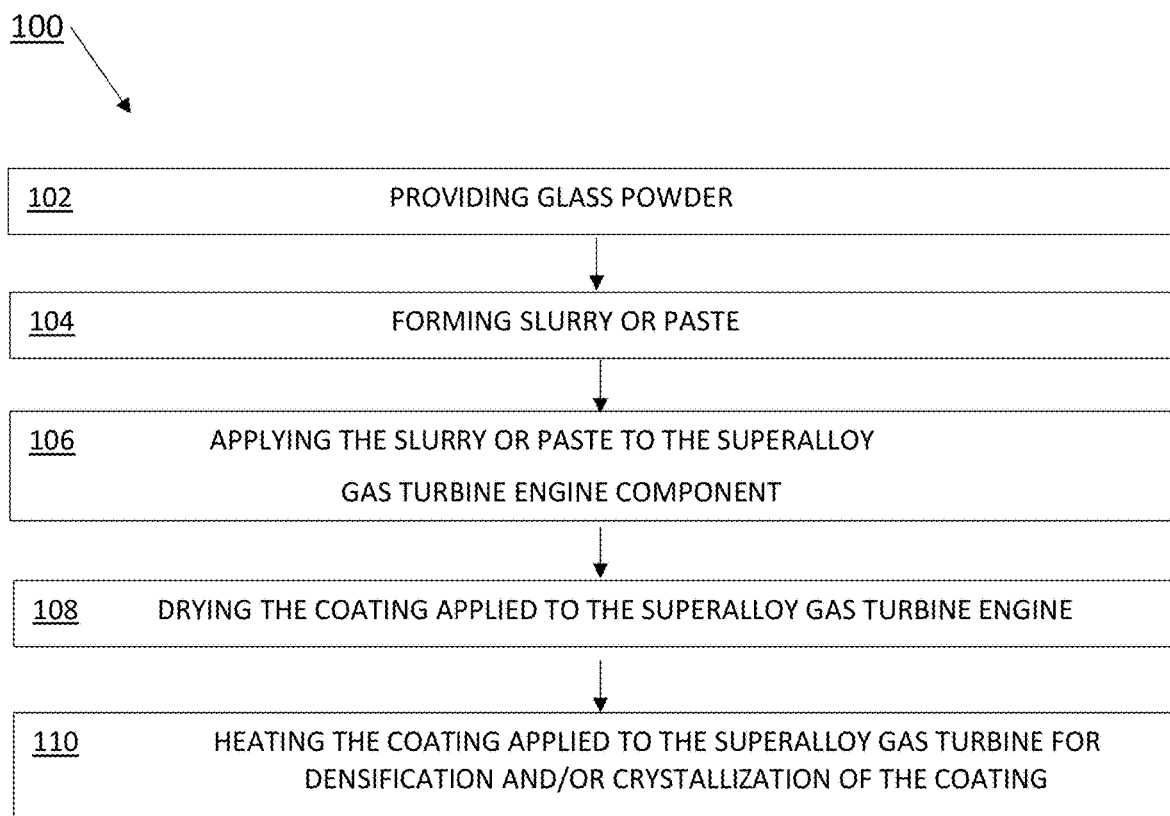 100
102 PROVIDING GLASS POWDER
104 FORMING SLURRY OR PASTE
106 APPLYING THE SLURRY OR PASTE TO THE SUPERALLOY
GAS TURBINE ENGINE COMPONENT
108 DRYING THE COATING APPLIED TO THE SUPERALLOY GAS TURBINE ENGINE
110 HEATING THE COATING APPLIED TO THE SUPERALLOY GAS TURBINE FOR
DENSIFICATION AND/OR CRYSTALLIZATION OF THE COATING